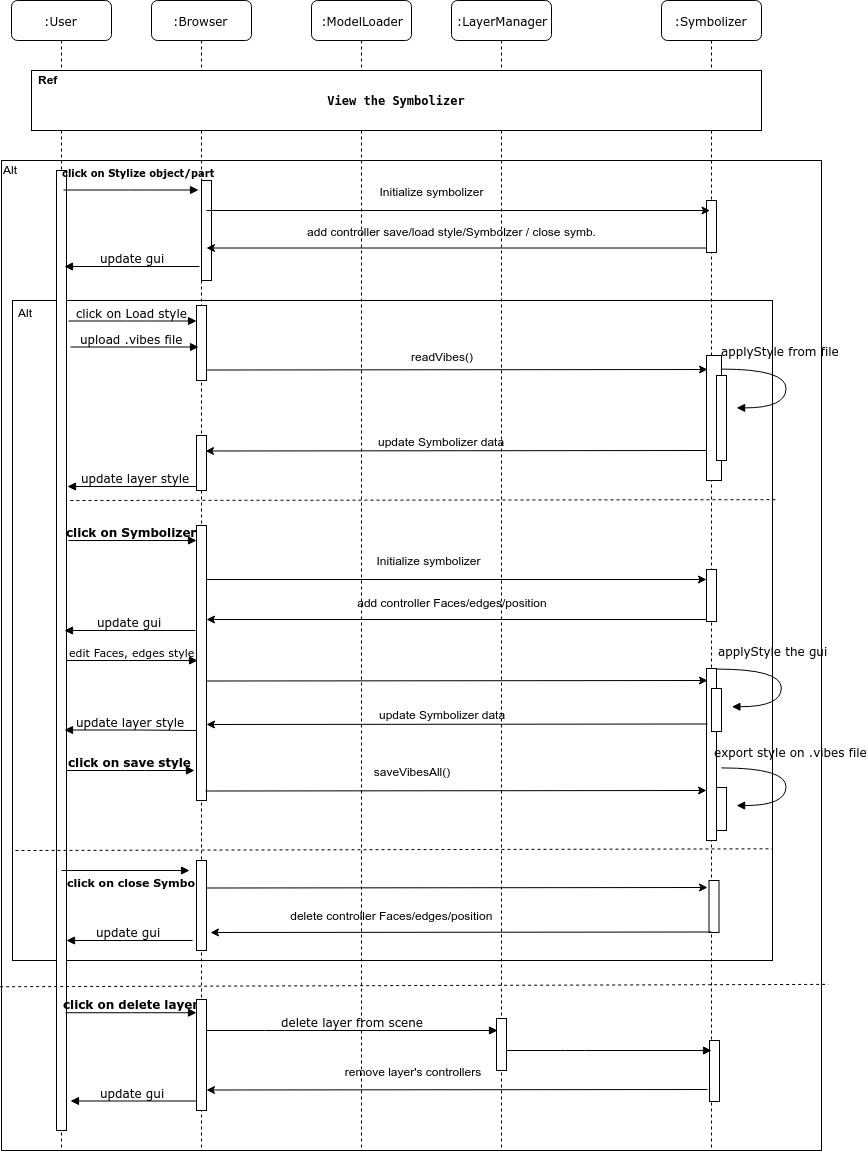 :User
:Browser
:ModelLoader
:LayerManager
:Symbolizer
Ref
View the Symbolizer
Alt
click on Stylize object/part
Initialize symbolizer
add controller save/load style/Symbolzer / close symb.
update gui
Alt
click on Load style
upload .vibes file
applyStyle from file
readVibes()
update Symbolizer data
update layer style
click on Symbolizer
Initialize symbolizer
add controller Faces/edges/position
update gui
edit Faces, edges style
applyStyle the gui
update Symbolizer data
update layer style
export style on .vibes file
click on save style
saveVibesAll()
click on close Symbo
delete controller Faces/edges/position
update gui
click on delete layer
delete layer from scene
remove layer's controllers
update gui